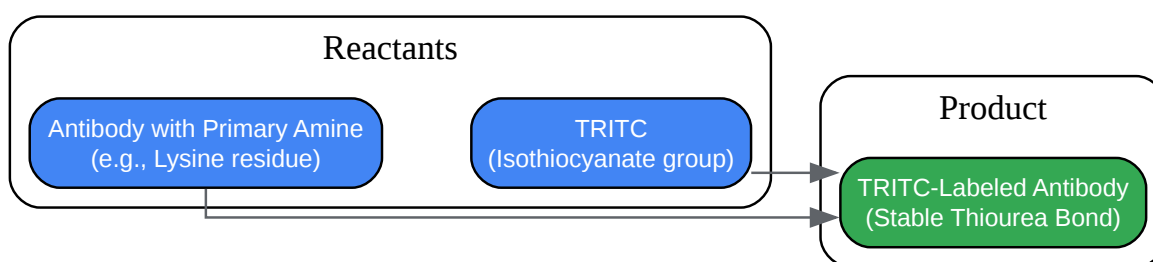 Reactants
Antibody with Primary Amine
(e.g., Lysine residue)
TRITC
(Isothiocyanate group)
Product
TRITC-Labeled Antibody
(Stable Thiourea Bond)